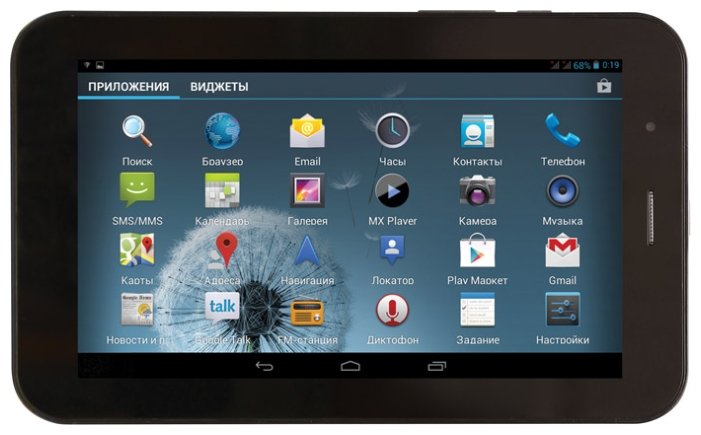 68% 0:19
ПРИЛОЖЕНИЯ ВИДЖЕТЫ
Поиск Браузер Email Часы Контакты Телефон
SMS/MMS Календарь Галерея MX Player Камера Музыка
Карты Адреса Навигация Локатор Play Маркет Gmail
talk
Новости и п Google Talk FM-станция Диктофон Задание Настройки